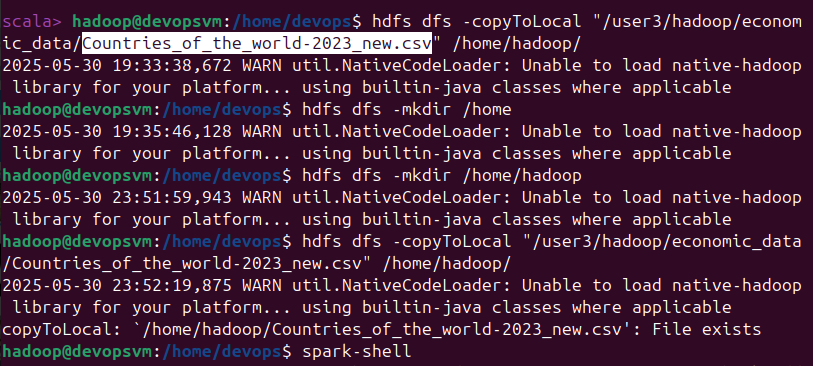 scala> hadoop@devopsvm:/home/devops$ hdfs dfs -copyToLocal "/user3/hadoop/econom
ic_data/Countries_of_the_world-2023_new.csv" /home/hadoop/
2025-05-30 19:33:38,672 WARN util.NativeCodeLoader: Unable to load native-hadoop
 library for your platform... using builtin-java classes where applicable
hadoop@devopsvm:/home/devops$ hdfs dfs -mkdir /home
2025-05-30 19:35:46,128 WARN util.NativeCodeLoader: Unable to load native-hadoop
 library for your platform... using builtin-java classes where applicable
hadoop@devopsvm:/home/devops$ hdfs dfs -mkdir /home/hadoop
2025-05-30 23:51:59,943 WARN util.NativeCodeLoader: Unable to load native-hadoop
 library for your platform... using builtin-java classes where applicable
hadoop@devopsvm:/home/devops$ hdfs dfs -copyToLocal "/user3/hadoop/economic_data
/Countries_of_the_world-2023_new.csv" /home/hadoop/
2025-05-30 23:52:19,875 WARN util.NativeCodeLoader: Unable to load native-hadoop
 library for your platform... using builtin-java classes where applicable
copyToLocal: `/home/hadoop/Countries_of_the_world-2023_new.csv': File exists
hadoop@devopsvm:/home/devops$ spark-shell